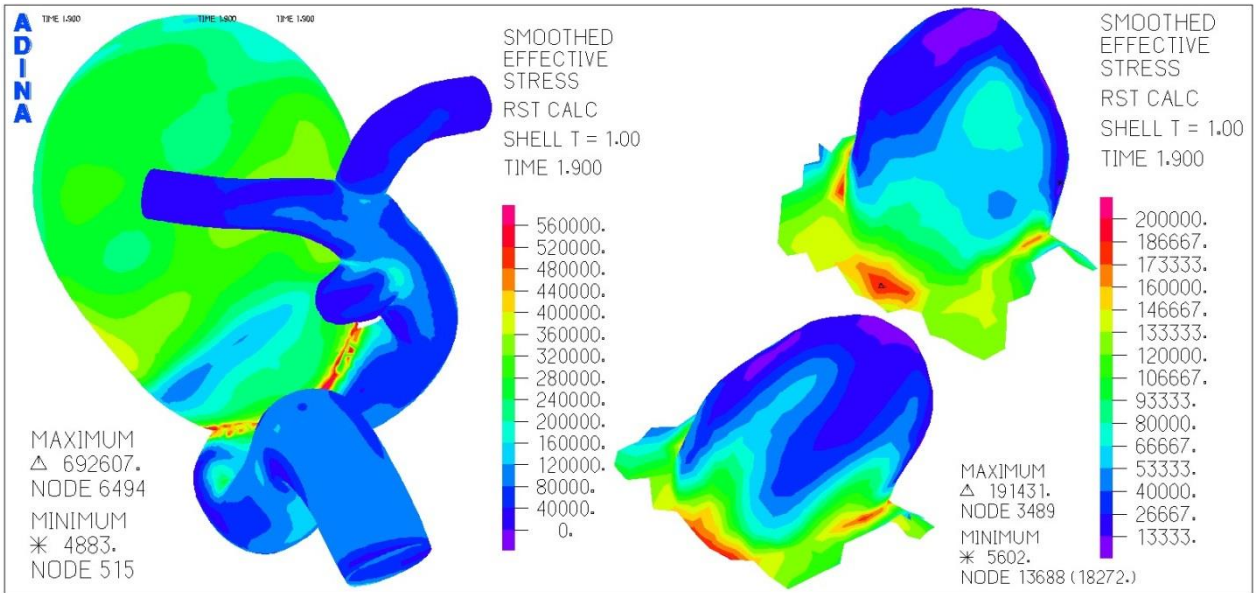 ADINA
TIME 1.900
TIME 1.900
TIME 1.900
SMOOTHED
EFFECTIVE
STRESS
RST CALC
SHELL T = 1.00
TIME 1.900
560000.
520000.
480000.
440000.
400000.
360000.
320000.
280000.
240000.
200000.
160000.
120000.
80000.
40000.
0.
MAXIMUM
△ 692607.
NODE 6494
MINIMUM
✳ 4883.
NODE 515
SMOOTHED
EFFECTIVE
STRESS
RST CALC
SHELL T = 1.00
TIME 1.900
200000.
186667.
173333.
160000.
146667.
133333.
120000.
106667.
93333.
80000.
66667.
53333.
40000.
26667.
13333.
MAXIMUM
△ 191431.
NODE 3489
MINIMUM
✳ 5602.
NODE 13688 (18272.)